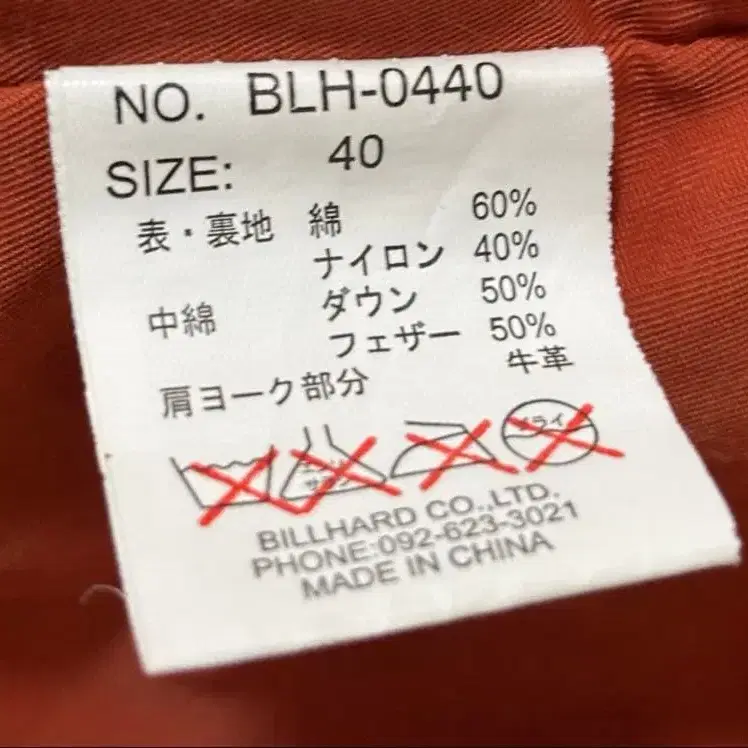 NO. BLH-0440
SIZE: 40
表・裏地 綿 60%
ナイロン 40%
中綿 ダウン 50%
フェザー 50%
肩ヨーク部分 牛革
BILLHARD CO.,LTD.
PHONE:092-623-3021
MADE IN CHINA